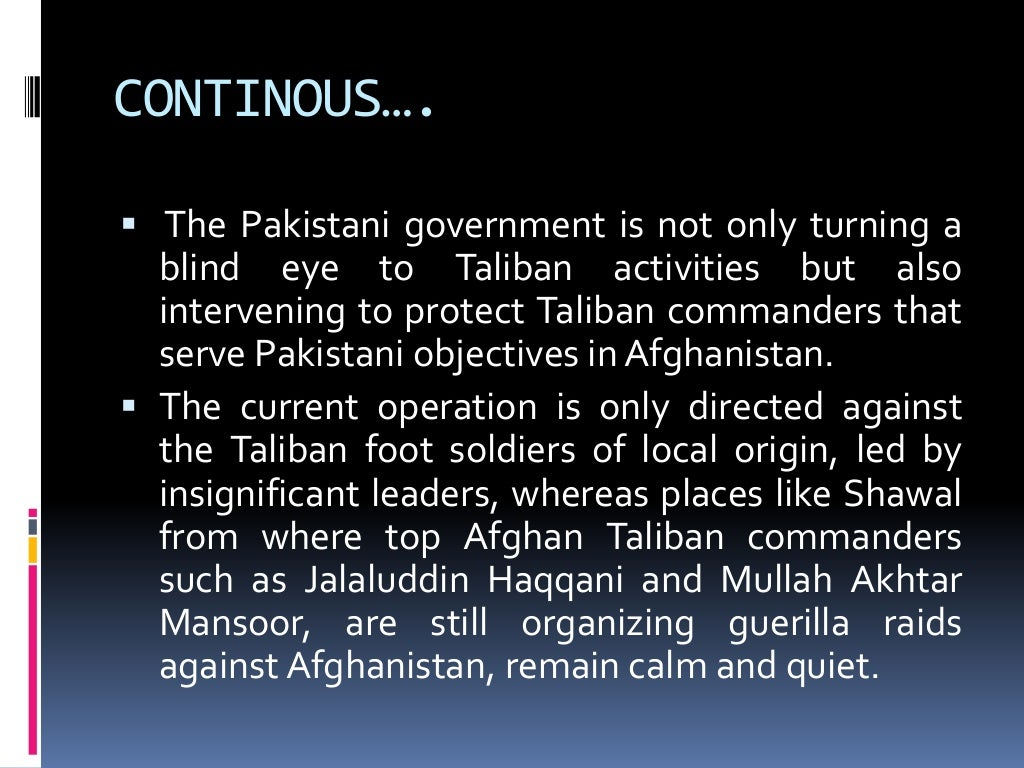 CONTINOUS….
▪ The Pakistani government is not only turning a
blind eye to Taliban activities but also
intervening to protect Taliban commanders that
serve Pakistani objectives in Afghanistan.
▪ The current operation is only directed against
the Taliban foot soldiers of local origin, led by
insignificant leaders, whereas places like Shawal
from where top Afghan Taliban commanders
such as Jalaluddin Haqqani and Mullah Akhtar
Mansoor, are still organizing guerilla raids
against Afghanistan, remain calm and quiet.